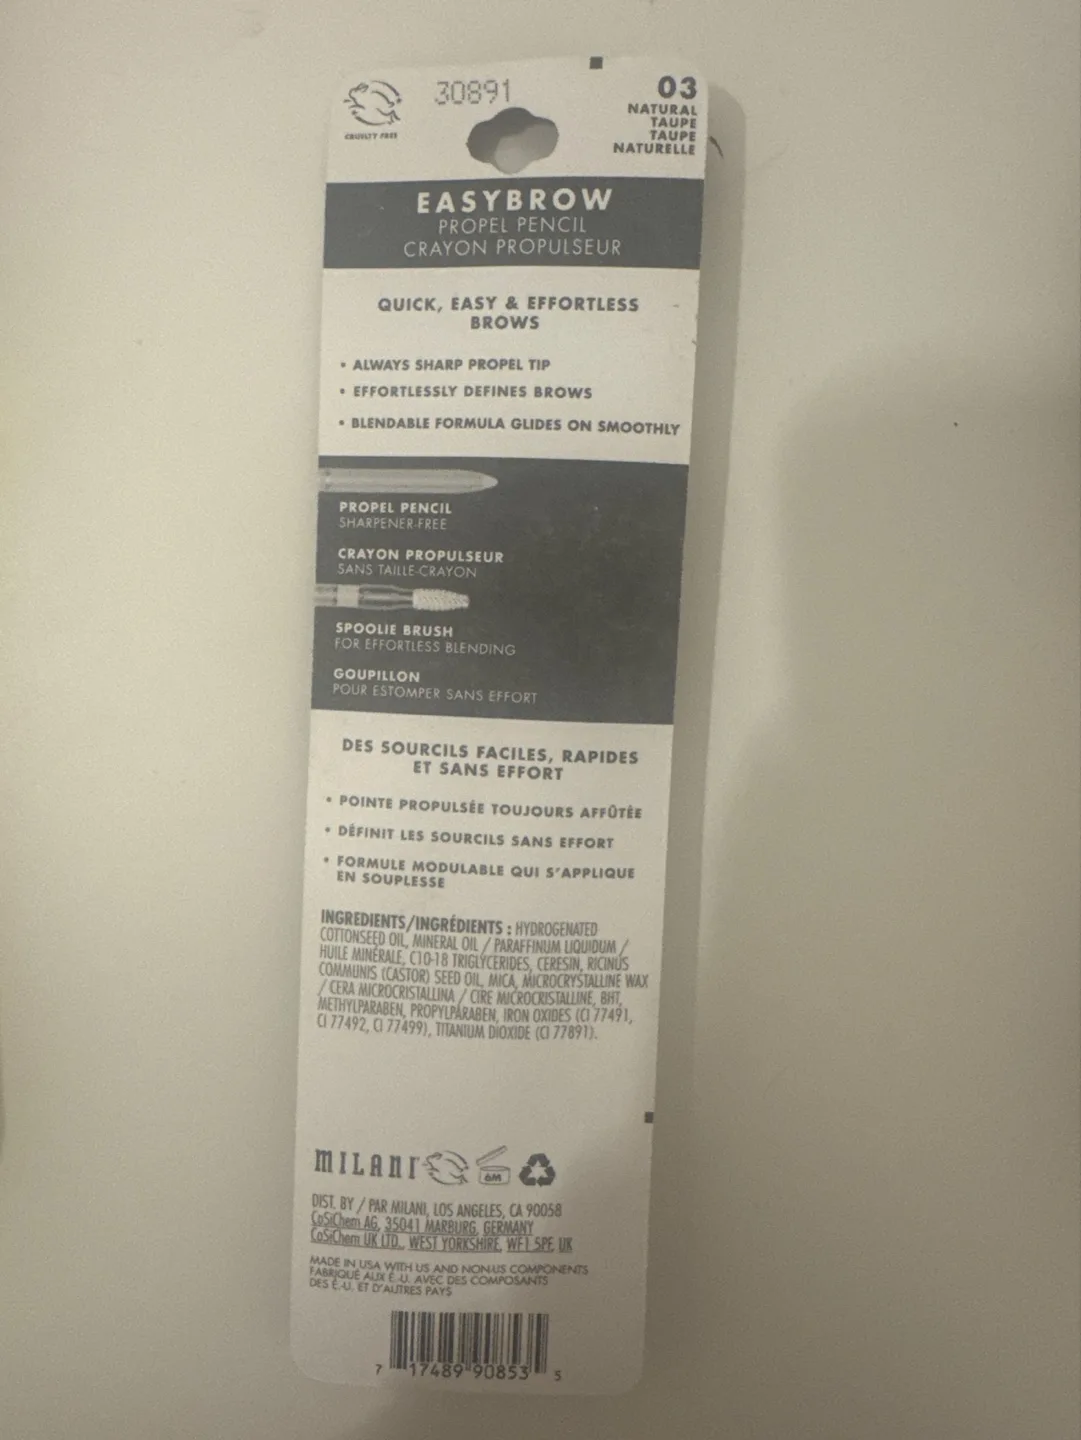 30891
CRUELTY FREE
03
NATURAL
TAUPE
TAUPE
NATURELLE
EASYBROW
PROPEL PENCIL
CRAYON PROPULSEUR
QUICK, EASY & EFFORTLESS
BROWS
• ALWAYS SHARP PROPEL TIP
• EFFORTLESSLY DEFINES BROWS
• BLENDABLE FORMULA GLIDES ON SMOOTHLY
PROPEL PENCIL
SHARPENER-FREE
CRAYON PROPULSEUR
SANS TAILLE-CRAYON
SPOOLIE BRUSH
FOR EFFORTLESS BLENDING
GOUPILLON
POUR ESTOMPER SANS EFFORT
DES SOURCILS FACILES, RAPIDES
ET SANS EFFORT
• POINTE PROPULSÉE TOUJOURS AFFÛTÉE
• DÉFINIT LES SOURCILS SANS EFFORT
• FORMULE MODULABLE QUI S'APPLIQUE
EN SOUPLESSE
INGREDIENTS/INGRÉDIENTS : HYDROGENATED
COTTONSEED OIL, MINERAL OIL / PARAFFINUM LIQUIDUM /
HUILE MINÉRALE, C10-18 TRIGLYCERIDES, CERESIN, RICINUS
COMMUNIS (CASTOR) SEED OIL, MICA, MICROCRYSTALLINE WAX
/ CERA MICROCRISTALLINA / CIRE MICROCRISTALLINE, BHT,
METHYLPARABEN, PROPYLPARABEN, IRON OXIDES (CI 77491,
CI 77492, CI 77499), TITANIUM DIOXIDE (CI 77891).
MILANI
6M
DIST. BY / PAR MILANI, LOS ANGELES, CA 90058
CoSiChem AG, 35041 MARBURG, GERMANY
CoSiChem UK LTD., WEST YORKSHIRE, WF1 5PE, UK
MADE IN USA WITH US AND NON-US COMPONENTS
FABRIQUÉ AUX É.-U. AVEC DES COMPOSANTS
DES É.-U. ET D'AUTRES PAYS
7 17489 90853 5